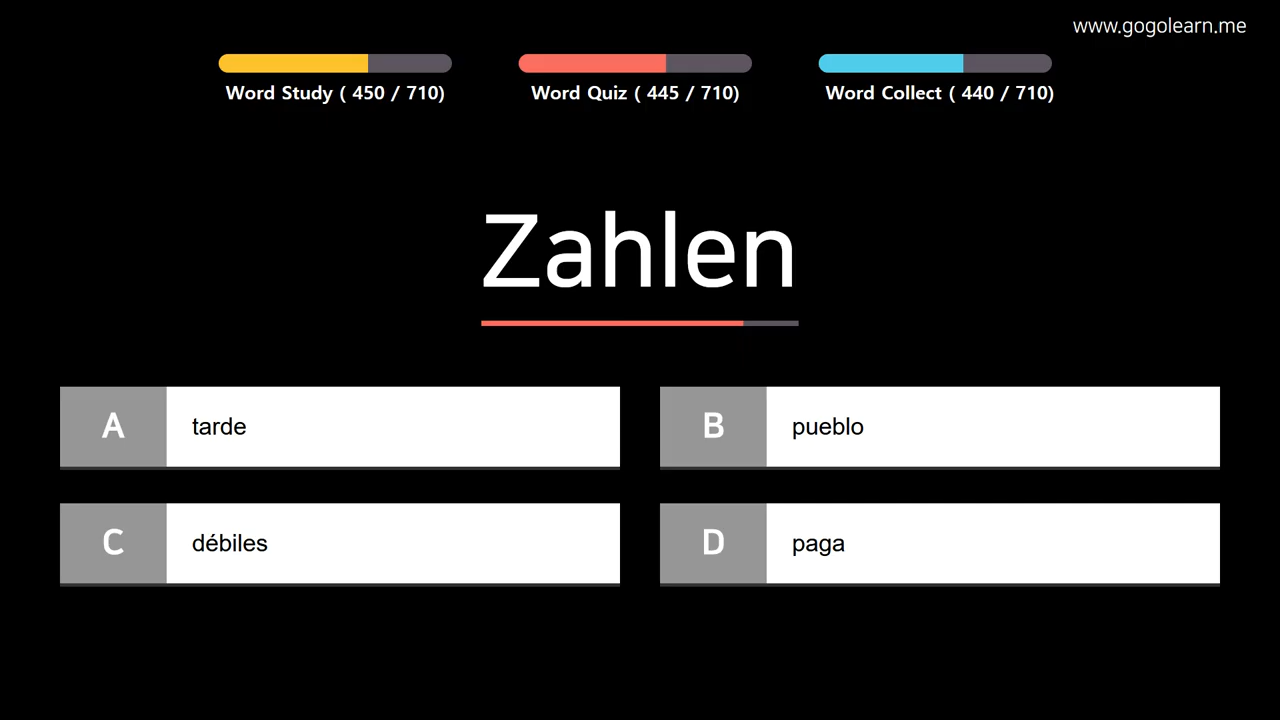 www.gogolearn.me
Word Study ( 450 / 710)
Word Quiz ( 445 / 710)
Word Collect ( 440 / 710)
Zahlen
A tarde
B pueblo
C débiles
D paga